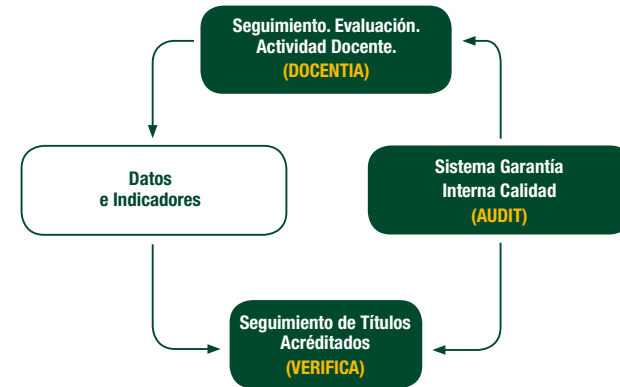 Seguimiento. Evaluación.
Actividad Docente.
(DOCENTIA)
Datos
e Indicadores
Sistema Garantía
Interna Calidad
(AUDIT)
Seguimiento de Títulos
Acréditados
(VERIFICA)